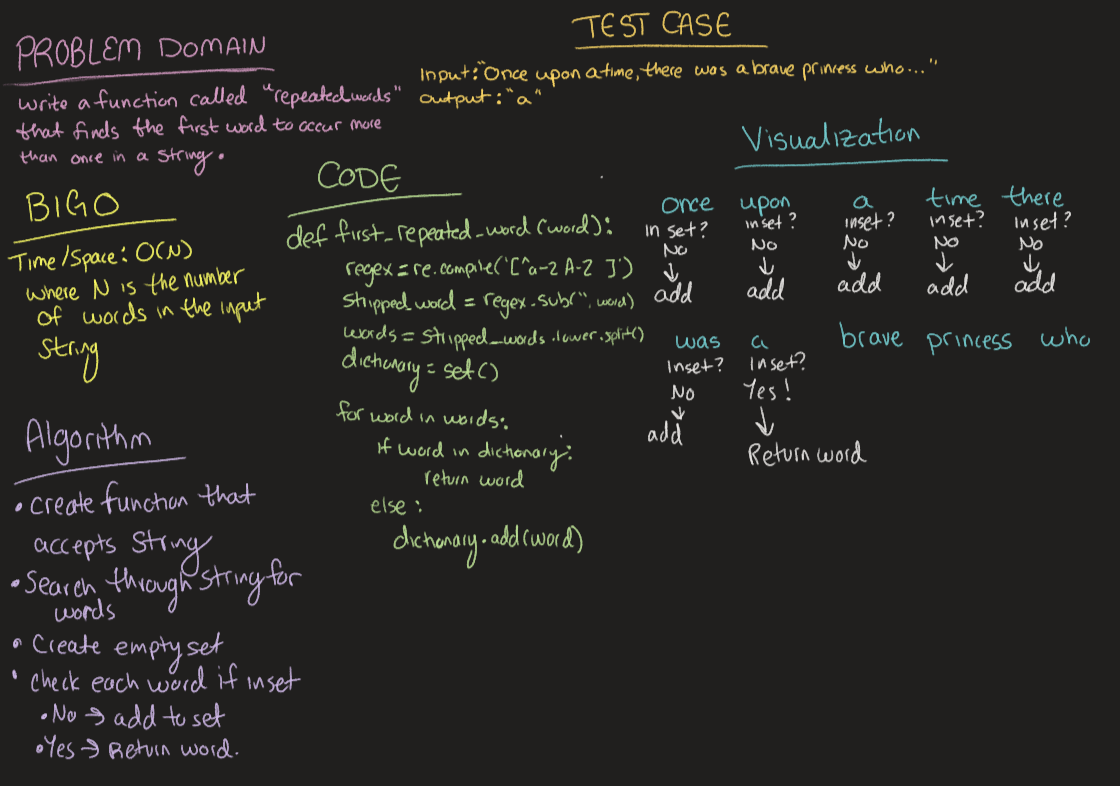 PROBLEM DOMAIN
write a function called "repeatedwords"
that finds the first word to occur more
than once in a string.
TEST CASE
Input: "Once upon a time, there was a brave princess who..."
output: "a"
BIG O
Time/Space: O(N)
where N is the number
of words in the input
string
Algorithm
• create function that
accepts string
• Search through string for
words
• Create empty set
• check each word if inset
• No → add to set
• Yes → Return word.
CODE
def first_repeated_word(word):
regex = re.compile('[^a-z A-Z ]')
stripped_word = regex.sub('', word)
words = stripped_words.lower.split()
dictionary = set()
for word in words:
if word in dictionary:
return word
else:
dictionary.add(word)
Visualization
once upon a time there
in set? inset? inset? inset? inset?
No No No No No
↓ ↓ ↓ ↓ ↓
add add add add add
was a brave princess who
inset? inset?
No Yes!
↓ ↓
add
Return word